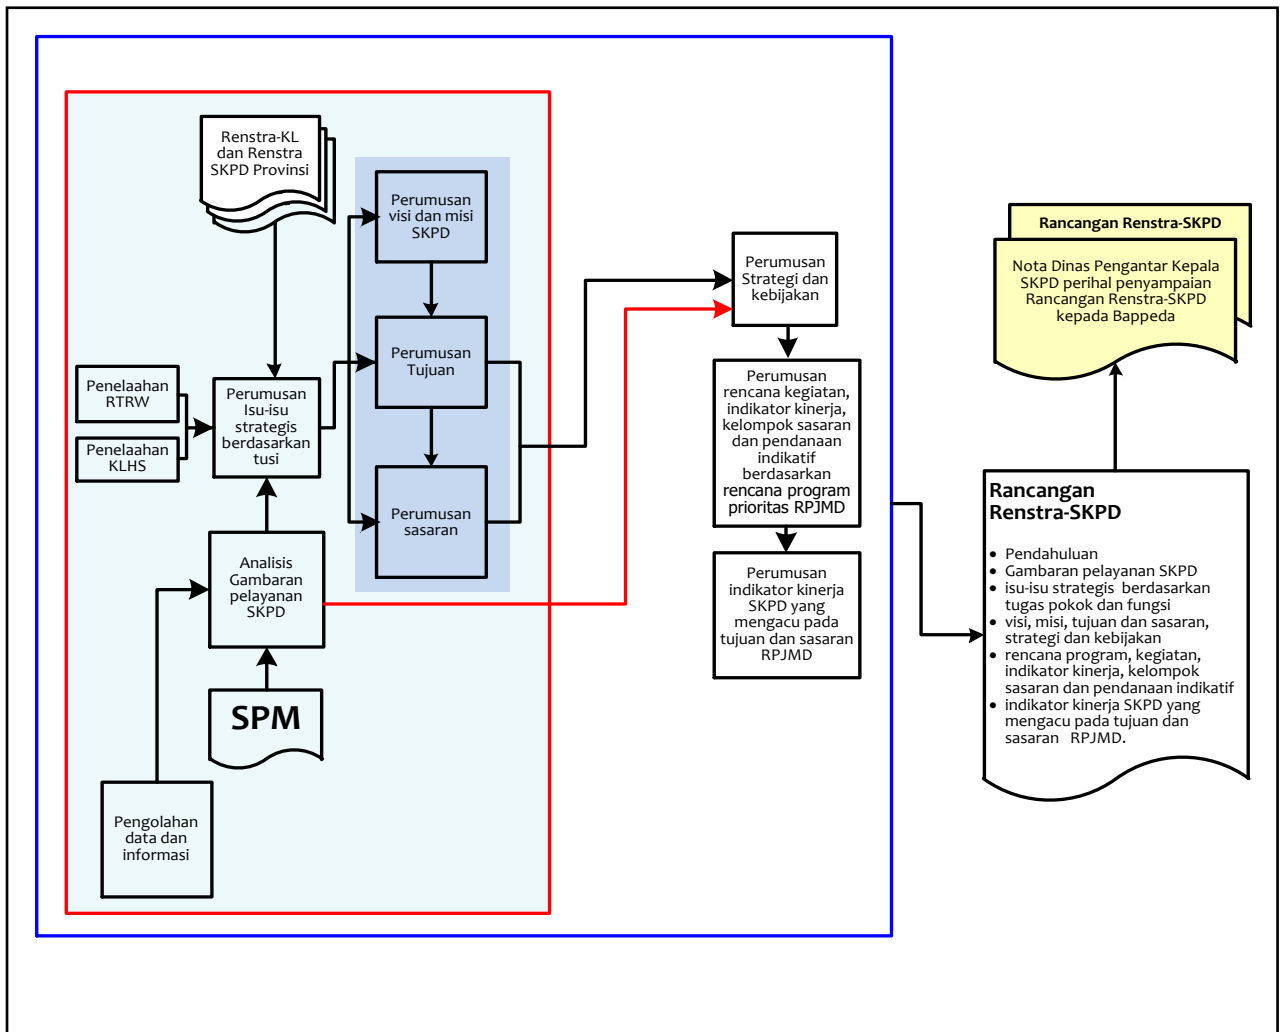 Renstra-KL
dan Renstra
SKPD Provinsi
Perumusan
visi dan misi
SKPD
Perumusan
Tujuan
Perumusan
sasaran
Penelaahan
RTRW
Penelaahan
KLHS
Perumusan
Isu-isu
strategis
berdasarkan
tusi
Analisis
Gambaran
pelayanan
SKPD
SPM
Pengolahan
data dan
informasi
Perumusan
Strategi dan
kebijakan
Perumusan
rencana kegiatan,
indikator kinerja,
kelompok sasaran
dan pendanaan
indikatif
berdasarkan
rencana program
prioritas RPJMD
Perumusan
indikator kinerja
SKPD yang
mengacu pada
tujuan dan sasaran
RPJMD
Rancangan Renstra-SKPD
Nota Dinas Pengantar Kepala
SKPD perihal penyampaian
Rancangan Renstra-SKPD
kepada Bappeda
Rancangan
Renstra-SKPD
• Pendahuluan
• Gambaran pelayanan SKPD
• isu-isu strategis berdasarkan
tugas pokok dan fungsi
• visi, misi, tujuan dan sasaran,
strategi dan kebijakan
• rencana program, kegiatan,
indikator kinerja, kelompok
sasaran dan pendanaan indikatif
• indikator kinerja SKPD yang
mengacu pada tujuan dan
sasaran RPJMD.